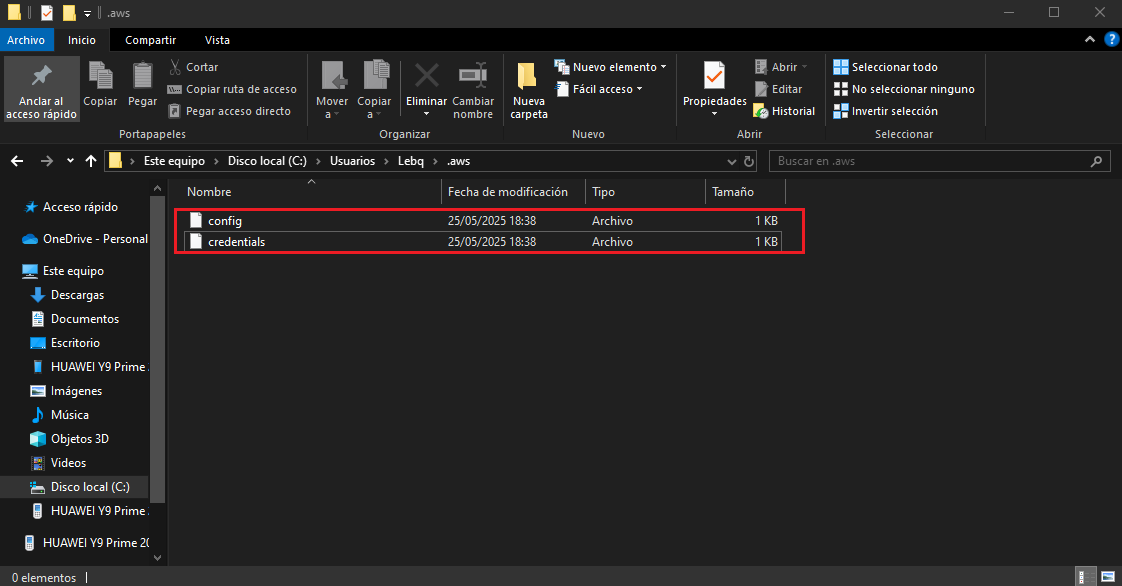 .aws
Archivo Inicio Compartir Vista
Anclar al acceso rápido
Copiar
Pegar
Cortar
Copiar ruta de acceso
Pegar acceso directo
Portapapeles
Mover a
Copiar a
Eliminar
Cambiar nombre
Organizar
Nueva carpeta
Nuevo elemento
Fácil acceso
Nuevo
Propiedades
Abrir
Editar
Historial
Abrir
Seleccionar todo
No seleccionar ninguno
Invertir selección
Seleccionar
Este equipo > Disco local (C:) > Usuarios > Lebq > .aws
Buscar en .aws
Acceso rápido
OneDrive - Personal
Este equipo
Descargas
Documentos
Escritorio
HUAWEI Y9 Prime
Imágenes
Música
Objetos 3D
Videos
Disco local (C:)
HUAWEI Y9 Prime
HUAWEI Y9 Prime 20
Nombre Fecha de modificación Tipo Tamaño
config 25/05/2025 18:38 Archivo 1 KB
credentials 25/05/2025 18:38 Archivo 1 KB
0 elementos